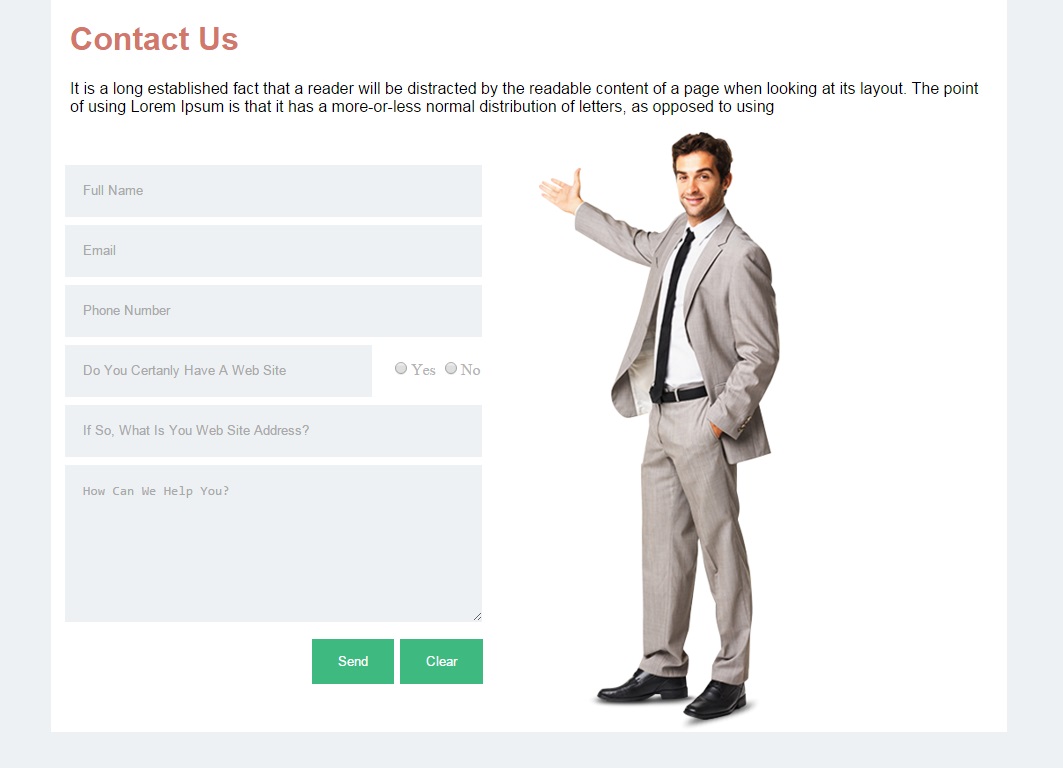 Contact Us
It is a long established fact that a reader will be distracted by the readable content of a page when looking at its layout. The point
of using Lorem Ipsum is that it has a more-or-less normal distribution of letters, as opposed to using
Full Name
Email
Phone Number
Do You Certanly Have A Web Site Yes No
If So, What Is You Web Site Address?
How Can We Help You?
Send Clear